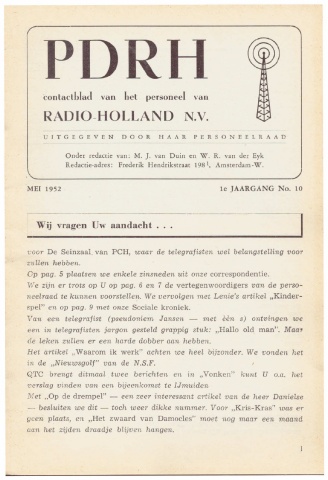 PDRH
contactblad van het personeel van
RADIO-HOLLAND N.V.
UITGEGEVEN DOOR HAAR PERSONEELRAAD
Onder redactie van: M. J. van Duin en W. R. van der Eyk
Redactie-adres: Frederik Hendrikstraat 198¹, Amsterdam-W.
MEI 1952
1e JAARGANG No. 10
Wij vragen Uw aandacht . . .
voor De Seinzaal van PCH, waar de telegrafisten wel belangstelling voor
zullen hebben.
Op pag. 5 plaatsen we enkele zinsneden uit onze correspondentie.
We zijn er trots op U op pag. 6 en 7 de vertegenwoordigers van de perso-
neelraad te kunnen voorstellen. We vervolgen met Lenie's artikel „Kinder-
spel" en op pag. 9 met onze Sociale kroniek.
Van een telegrafist (pseudoniem Jansen — met één s) ontvingen we
een in telegrafisten jargon gesteld grappig stuk: „Hallo old man". Maar
de leken zullen er een harde dobber aan hebben.
Het artikel „Waarom ik werk" achten we heel bijzonder. We vonden het
in de „Nieuwsgolf" van de N.S.F.
QTC brengt ditmaal twee berichten en in „Vonken" kunt U o.a. het
verslag vinden van een bijeenkomst te IJmuiden.
Met „Op de drempel" — een zeer interessant artikel van de heer Danielse
— besluiten we dit — toch weer dikke nummer. Voor „Kris-Kras" was er
geen plaats, en „Het zwaard van Damocles" moet nog maar een maand
aan het zijden draadje blijven hangen.
1